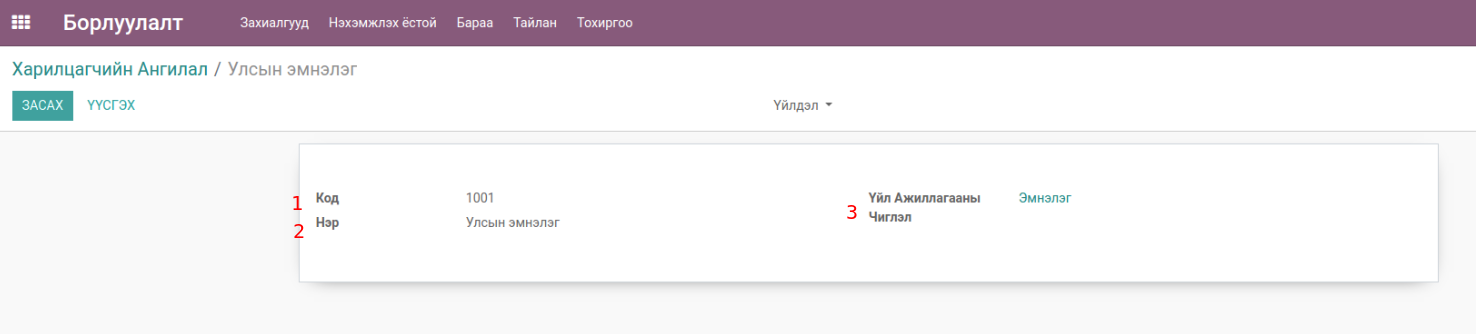 Борлуулалт Захиалгууд Нэхэмжлэх ёстой Бараа Тайлан Тохиргоо
Харилцагчийн Ангилал / Улсын эмнэлэг
ЗАСАХ ҮҮСГЭХ Үйлдэл
1 Код 1001
2 Нэр Улсын эмнэлэг
3 Үйл Ажиллагааны Эмнэлэг
Чиглэл